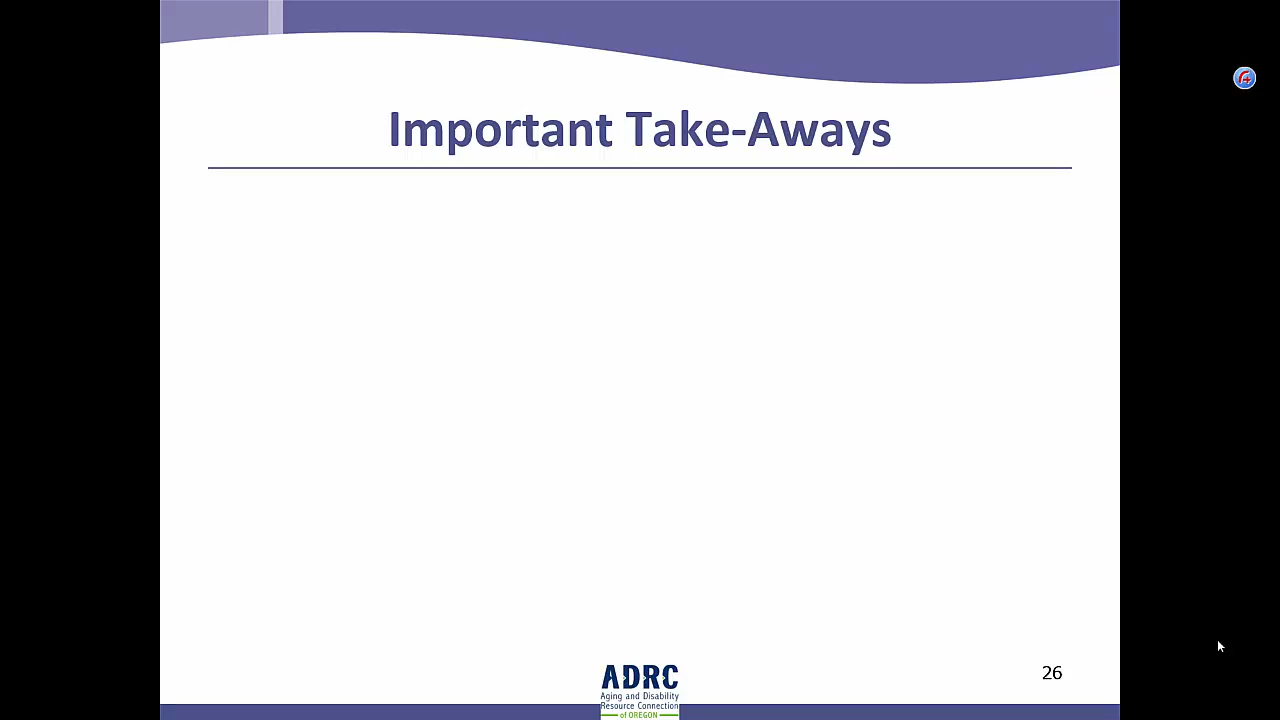 Important Take-Aways
ADRC
Aging and Disability
Resource Connection
of OREGON
26